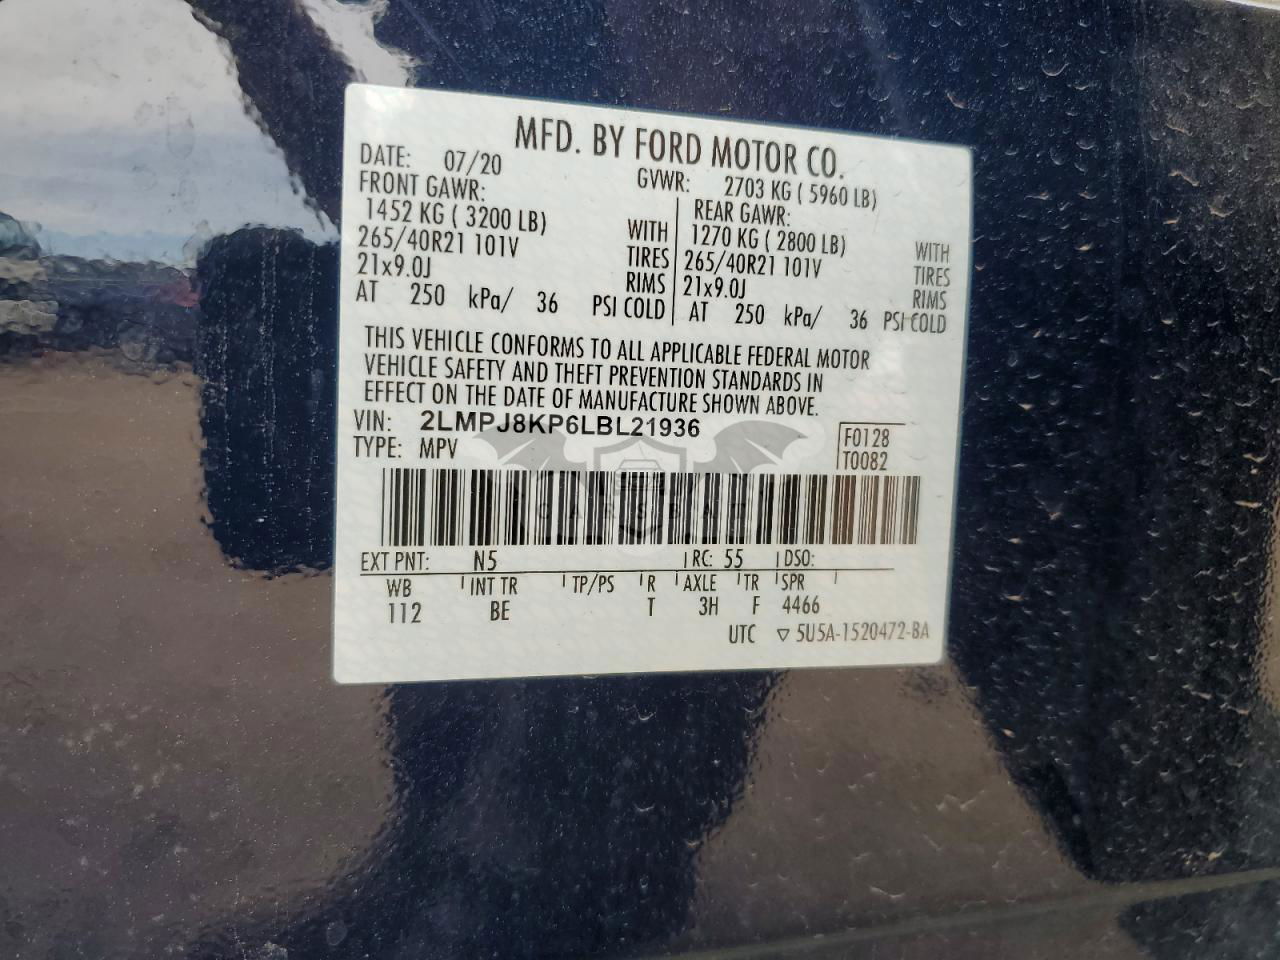 MFD. BY FORD MOTOR CO.
DATE: 07/20 GVWR: 2703 KG ( 5960 LB)
FRONT GAWR: REAR GAWR:
1452 KG ( 3200 LB) WITH 1270 KG ( 2800 LB) WITH
265/40R21 101V TIRES 265/40R21 101V TIRES
21x9.0J RIMS 21x9.0J RIMS
AT 250 kPa/ 36 PSI COLD AT 250 kPa/ 36 PSI COLD
THIS VEHICLE CONFORMS TO ALL APPLICABLE FEDERAL MOTOR
VEHICLE SAFETY AND THEFT PREVENTION STANDARDS IN
EFFECT ON THE DATE OF MANUFACTURE SHOWN ABOVE.
VIN: 2LMPJ8KP6LBL21936
TYPE: MPV
F0128
T0082
EXT PNT: N5 RC: 55 DSO:
WB INT TR TP/PS R AXLE TR SPR
112 BE T 3H F 4466
UTC ▽ 5U5A-1520472-BA